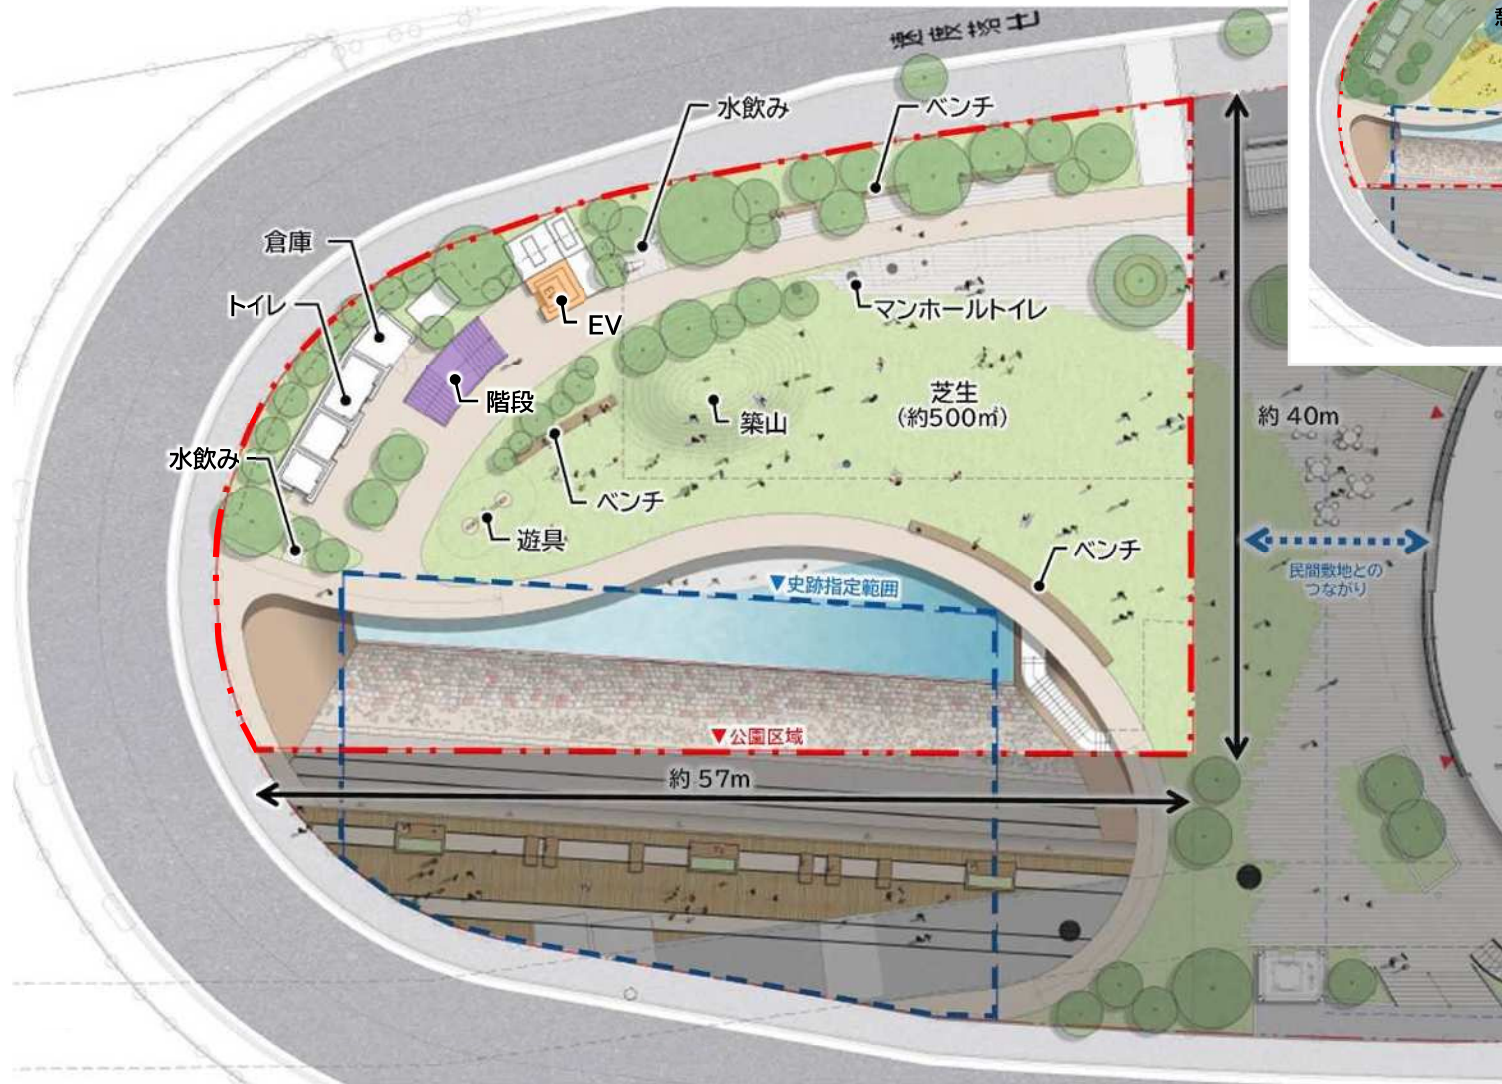 水飲み
ベンチ
倉庫
トイレ
EV
マンホールトイレ
階段
築山
芝生
(約500㎡)
約 40m
水飲み
ベンチ
遊具
ベンチ
民間敷地との
つながり
▼史跡指定範囲
▼公園区域
約 57m